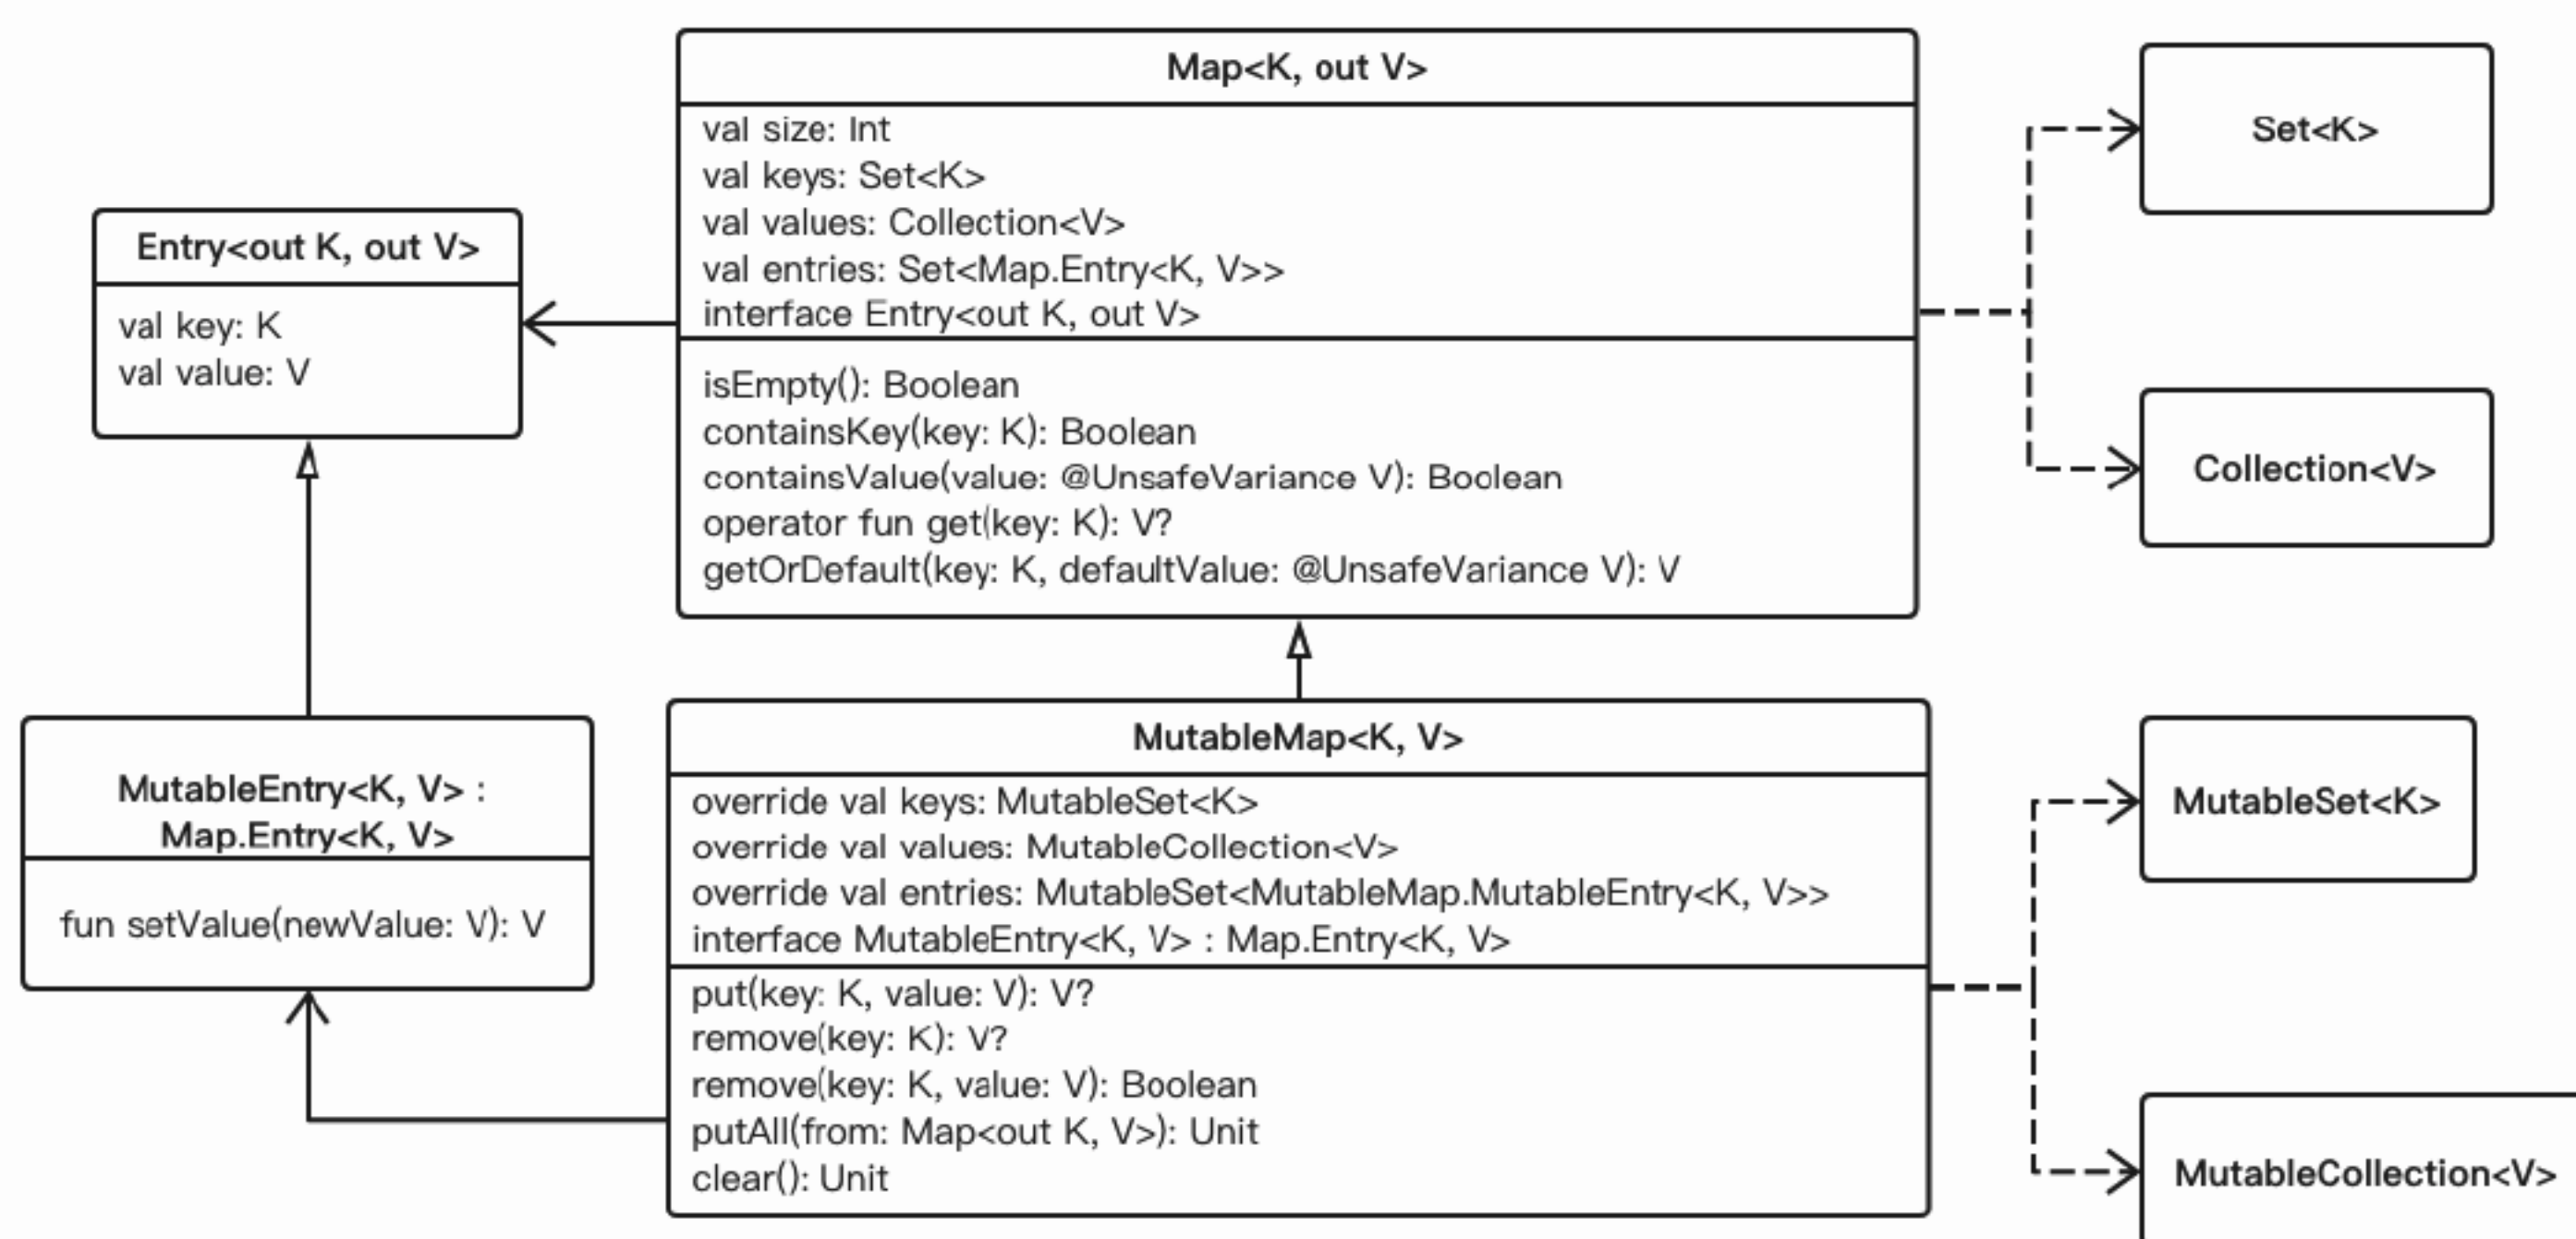 Map<K, out V>
val size: Int
val keys: Set<K>
val values: Collection<V>
val entries: Set<Map.Entry<K, V>>
interface Entry<out K, out V>
isEmpty(): Boolean
containsKey(key: K): Boolean
containsValue(value: @UnsafeVariance V): Boolean
operator fun get(key: K): V?
getOrDefault(key: K, defaultValue: @UnsafeVariance V): V
Set<K>
Collection<V>
Entry<out K, out V>
val key: K
val value: V
MutableEntry<K, V> :
Map.Entry<K, V>
fun setValue(newValue: V): V
MutableMap<K, V>
override val keys: MutableSet<K>
override val values: MutableCollection<V>
override val entries: MutableSet<MutableMap.MutableEntry<K, V>>
interface MutableEntry<K, V> : Map.Entry<K, V>
put(key: K, value: V): V?
remove(key: K): V?
remove(key: K, value: V): Boolean
putAll(from: Map<out K, V>): Unit
clear(): Unit
MutableSet<K>
MutableCollection<V>